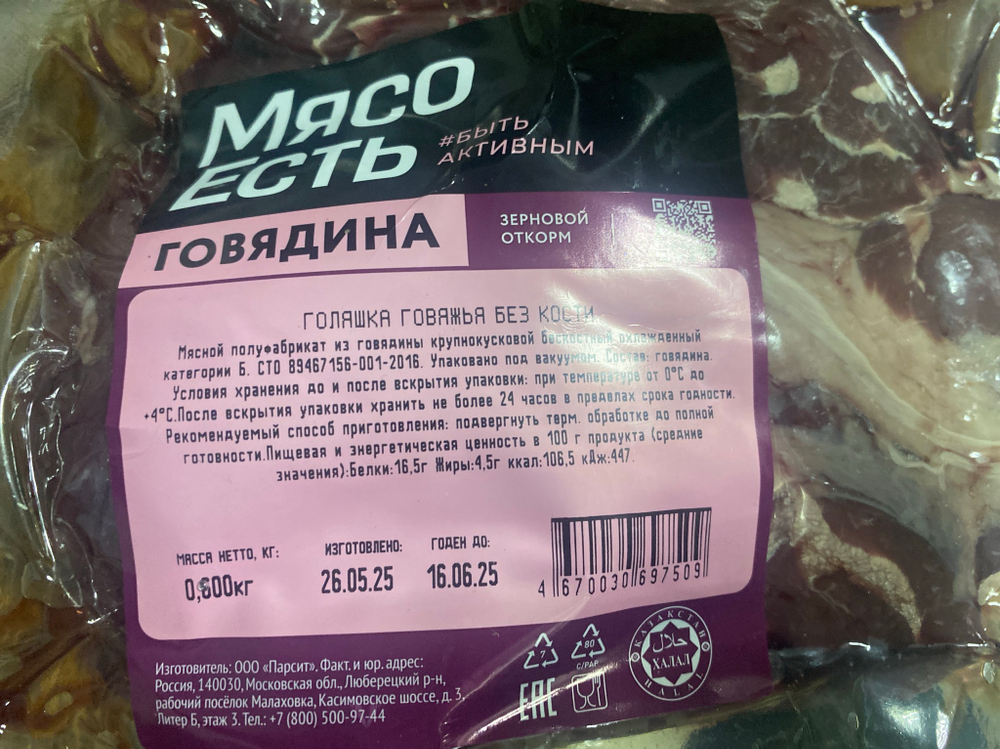 Мясо
есть
#БЫТЬ
АКТИВНЫМ
ГОВЯДИНА
ЗЕРНОВОЙ
ОТКОРМ
ГОЛЯШКА ГОВЯЖЬЯ БЕЗ КОСТИ
Мясной полуфабрикат из говядины крупнокусковой бескостный охлажденный
категории Б. СТО 89467156-001-2016. Упаковано под вакуумом. Состав: говядина.
Условия хранения до и после вскрытия упаковки: при температуре от 0°С до
+4°С.После вскрытия упаковки хранить не более 24 часов в пределах срока годности.
Рекомендуемый способ приготовления: подвергнуть терм. обработке до полной
готовности.Пищевая и энергетическая ценность в 100 г продукта (средние
значения):Белки:16,5г Жиры:4,5г ккал:106,5 кДж:447.
МАССА НЕТТО, КГ:
ИЗГОТОВЛЕНО:
ГОДЕН ДО:
0,600кг
26.05.25
16.06.25
4 670030 697509
Изготовитель: ООО «Парсит». Факт. и юр. адрес:
Россия, 140030, Московская обл., Люберецкий р-н,
рабочий посёлок Малаховка, Касимовское шоссе, д. 3,
Литер Б, этаж 3. Тел.: +7 (800) 500-97-44
7
80
C/PAP
EAC
КАЗАКСТАН
حلال
ХАЛАЛ
HALAL